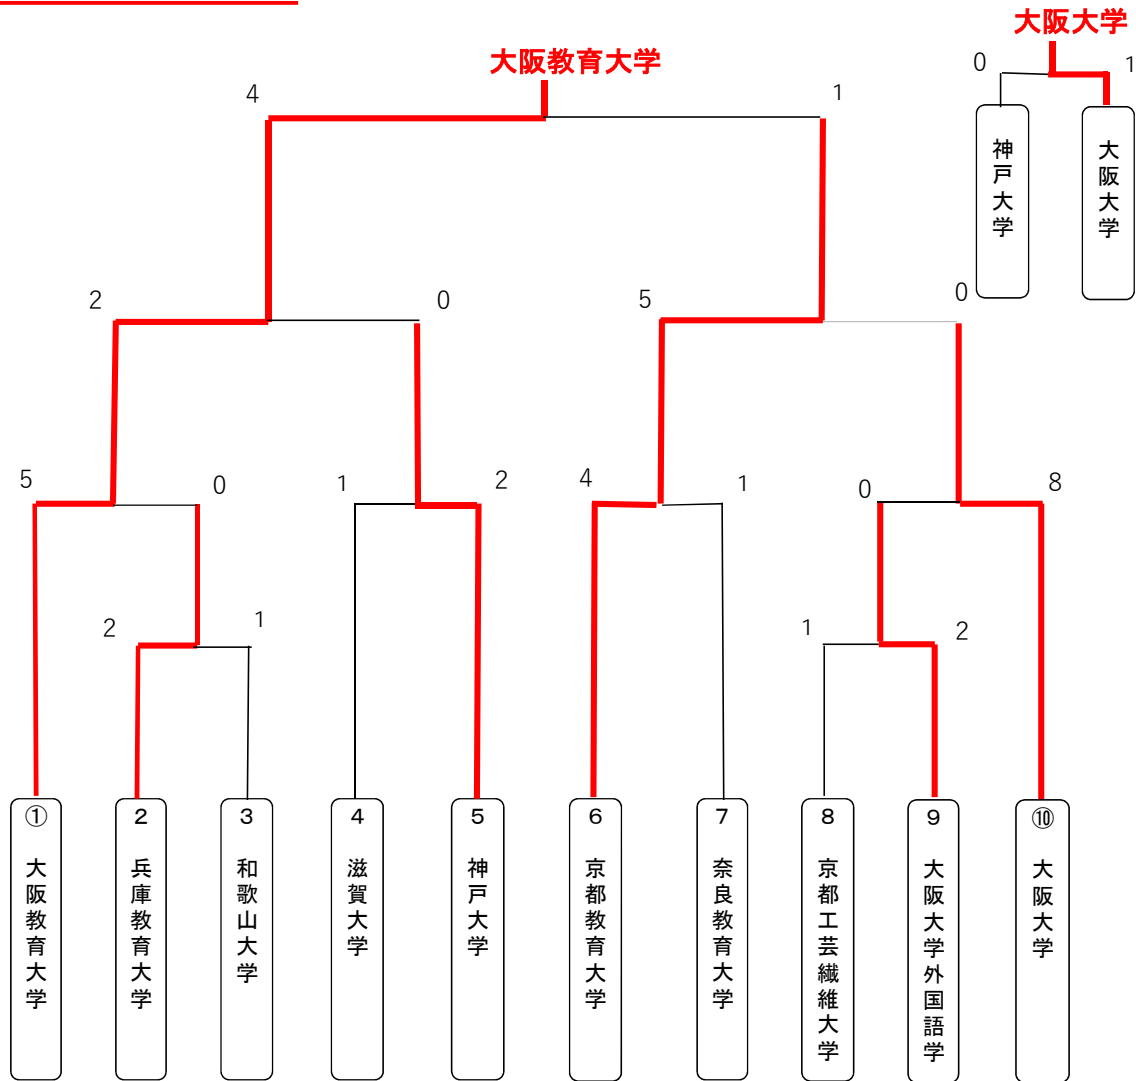 大阪大学
0
1
神戸大学
大阪大学
大阪教育大学
4
1
2
0
5
0
5
0
1
2
4
1
0
8
2
1
1
2
① 大阪教育大学
2 兵庫教育大学
3 和歌山大学
4 滋賀大学
5 神戸大学
6 京都教育大学
7 奈良教育大学
8 京都工芸繊維大学
9 大阪大学外国語学
⑩ 大阪大学